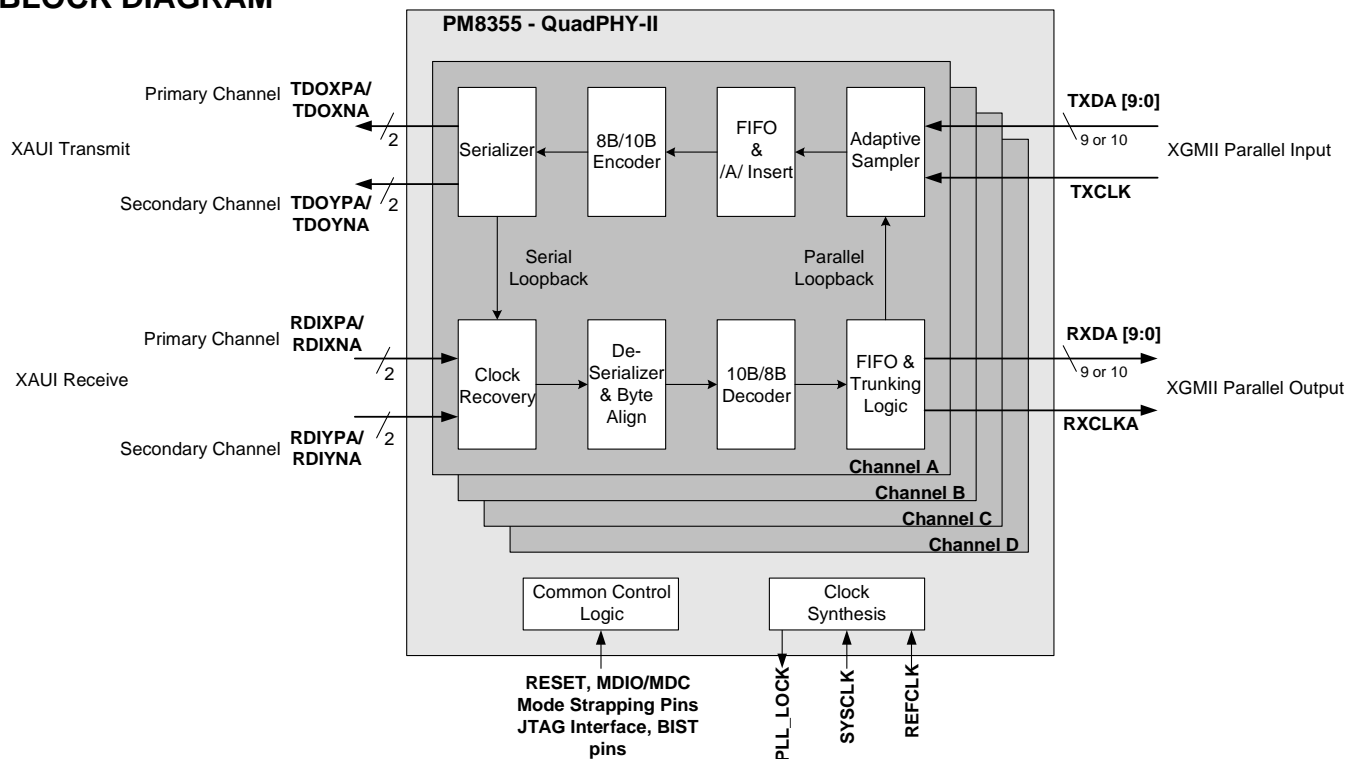 BLOCK DIAGRAM
PM8355 - QuadPHY-II
Primary Channel
TDOXPA/
TDOXNA
2
XAUI Transmit
Secondary Channel
TDOYPA/
TDOYNA
2
Serializer
8B/10B
Encoder
FIFO
&
/A/ Insert
Adaptive
Sampler
TXDA [9:0]
9 or 10
XGMII Parallel Input
TXCLK
Serial
Loopback
Parallel
Loopback
Primary Channel
RDIXPA/
RDIXNA
2
XAUI Receive
Secondary Channel
RDIYPA/
RDIYNA
2
Clock
Recovery
De-
Serializer
& Byte
Align
10B/8B
Decoder
FIFO &
Trunking
Logic
RXDA [9:0]
9 or 10
XGMII Parallel Output
RXCLKA
Channel A
Channel B
Channel C
Channel D
Common Control
Logic
Clock
Synthesis
RESET, MDIO/MDC
Mode Strapping Pins
JTAG Interface, BIST
pins
PLL_LOCK
SYSCLK
REFCLK